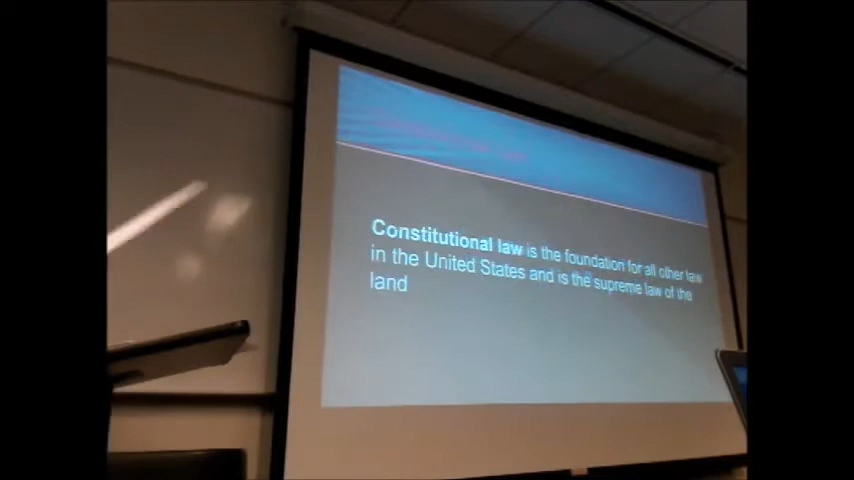 Constitutional law is the foundation for all other law
in the United States and is the supreme law of the
land